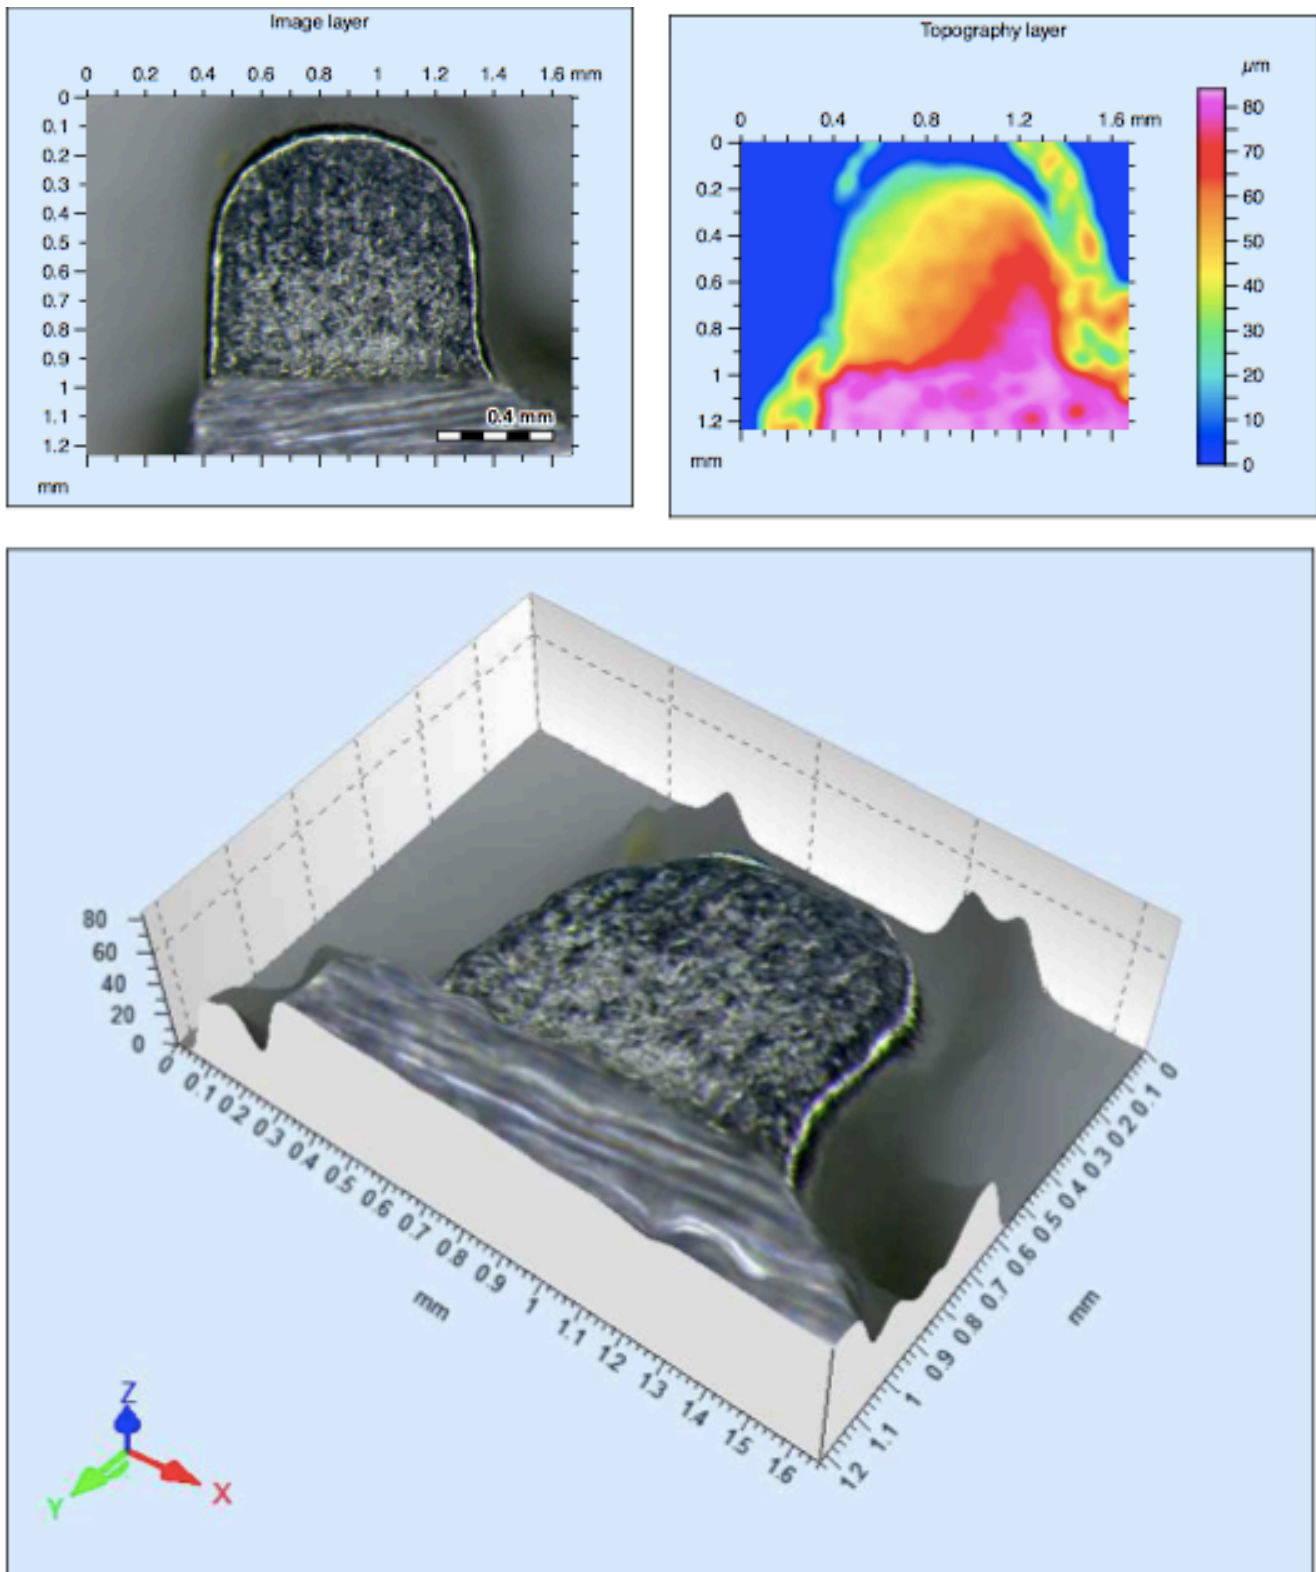 Image layer
0 0.2 0.4 0.6 0.8 1 1.2 1.4 1.6 mm
0
0.1
0.2
0.3
0.4
0.5
0.6
0.7
0.8
0.9
1
1.1
1.2
mm
0.4 mm
Topography layer
µm
0 0.4 0.8 1.2 1.6 mm
0
0.2
0.4
0.6
0.8
1
1.2
mm
80
70
60
50
40
30
20
10
0
80
60
40
20
0
0 0.1 0.2 0.3 0.4 0.5 0.6 0.7 0.8 0.9 1 1.1 1.2 1.3 1.4 1.5 1.6
mm
0 0.1 0.2 0.3 0.4 0.5 0.6 0.7 0.8 0.9 1 1.1 1.2
mm
Z
X
Y